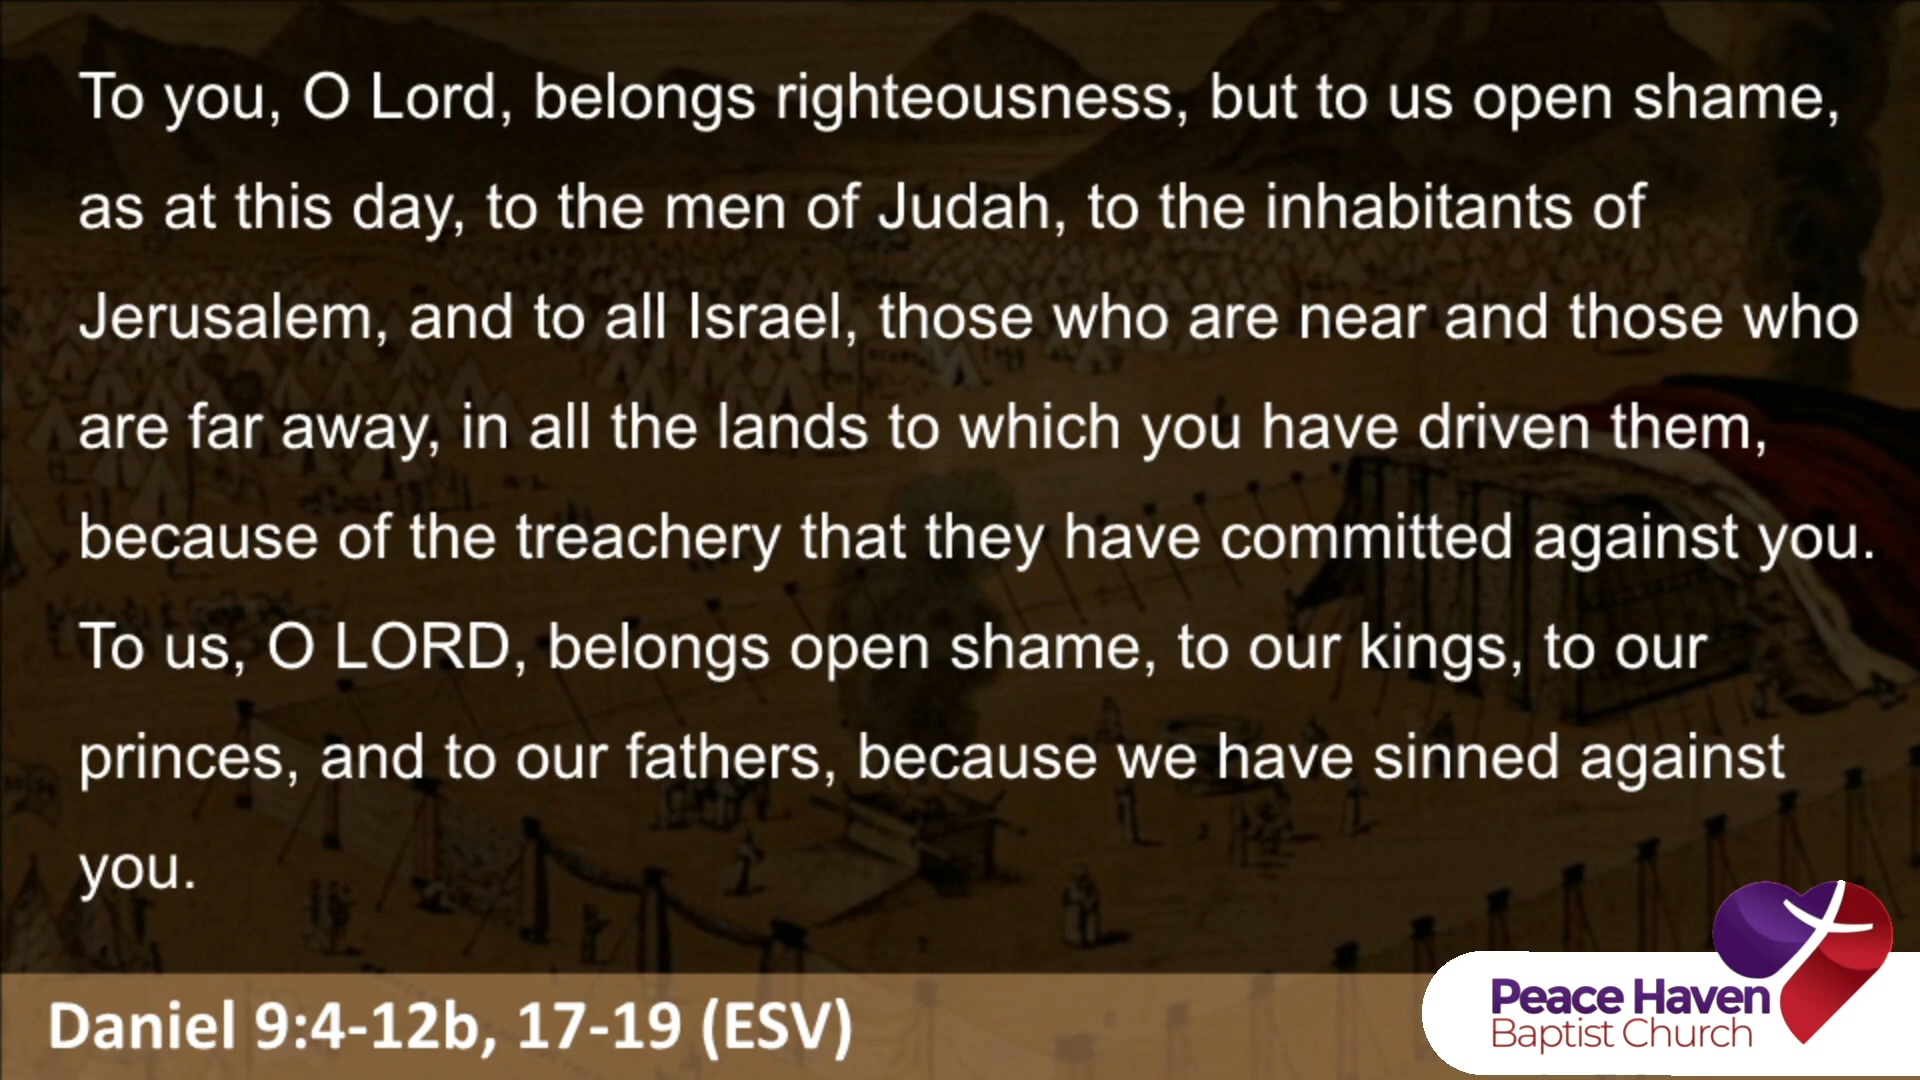 To you, O Lord, belongs righteousness, but to us open shame,
as at this day, to the men of Judah, to the inhabitants of
Jerusalem, and to all Israel, those who are near and those who
are far away, in all the lands to which you have driven them,
because of the treachery that they have committed against you.
To us, O LORD, belongs open shame, to our kings, to our
princes, and to our fathers, because we have sinned against
you.
Daniel 9:4-12b, 17-19 (ESV)
Peace Haven
Baptist Church